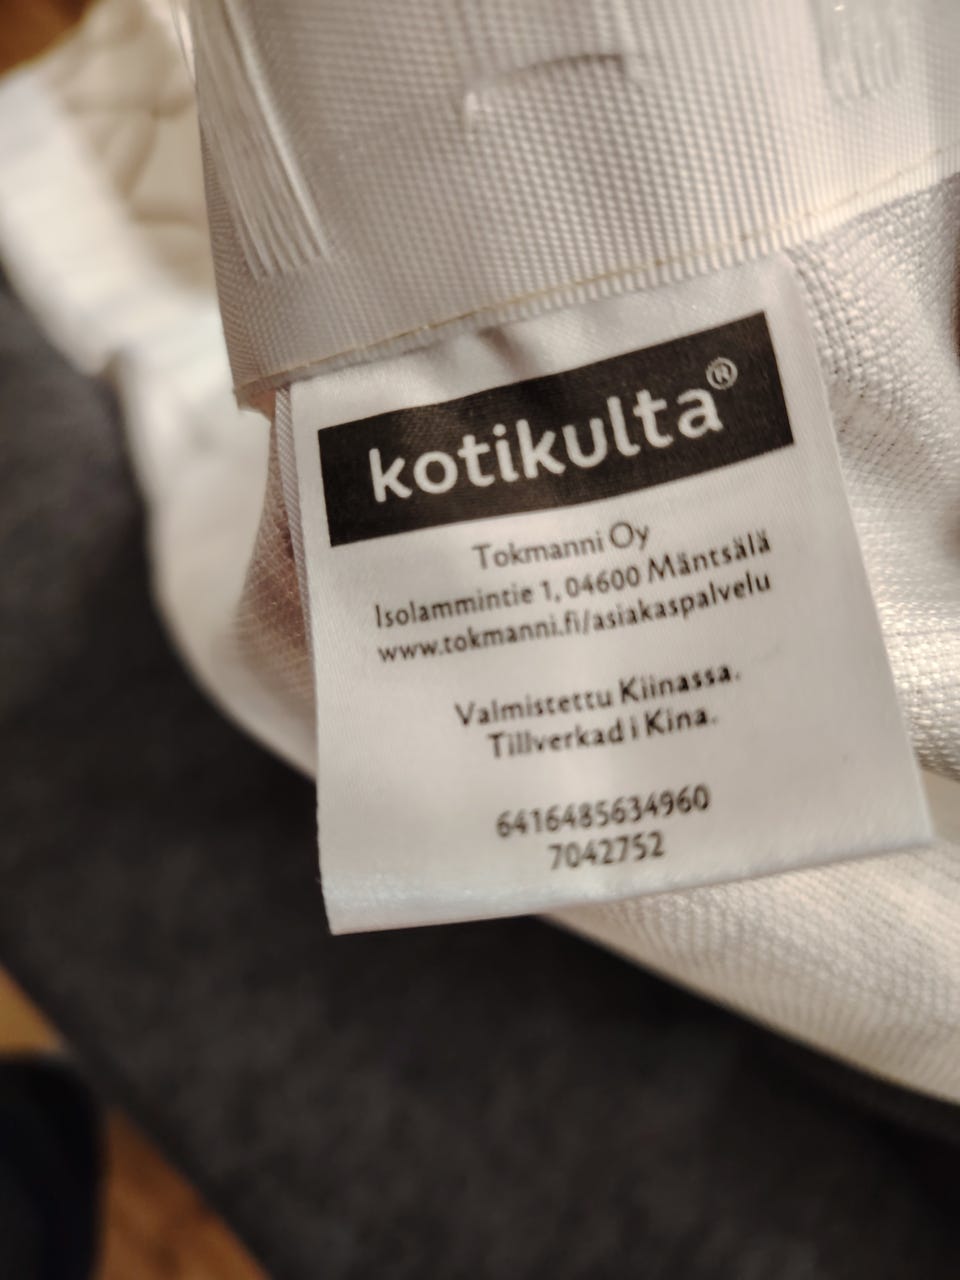 kotikulta®
Tokmanni Oy
Isolammintie 1, 04600 Mäntsälä
www.tokmanni.fi/asiakaspalvelu
Valmistettu Kiinassa.
Tillverkad i Kina.
6416485634960
7042752